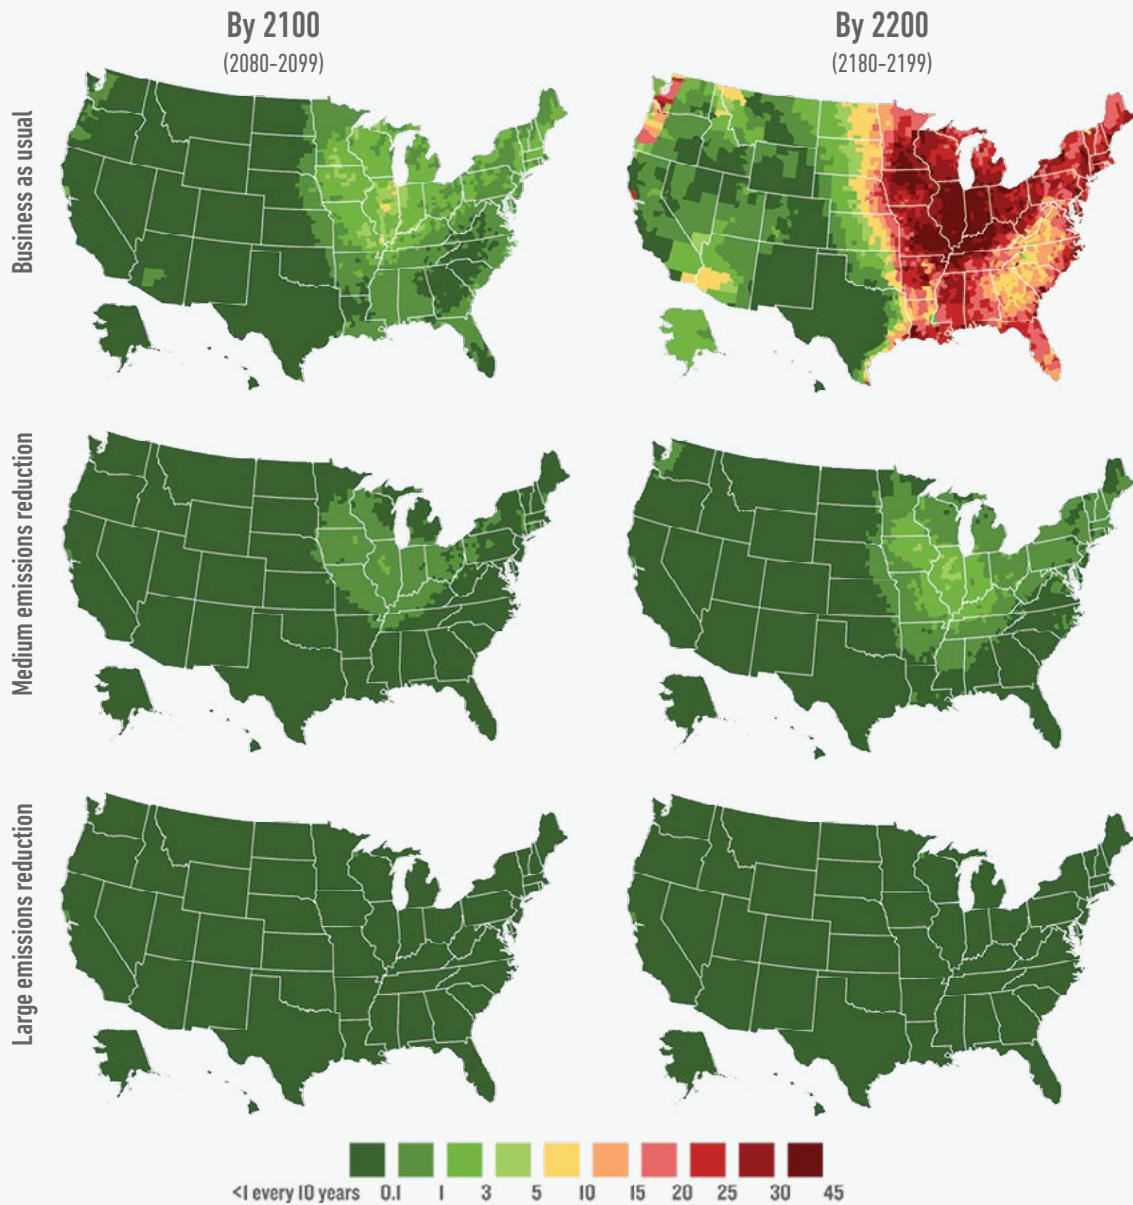 By 2100
(2080-2099)
By 2200
(2180-2199)
Business as usual
Medium emissions reduction
Large emissions reduction
<1 every 10 years 0.1 1 3 5 10 15 20 25 30 45